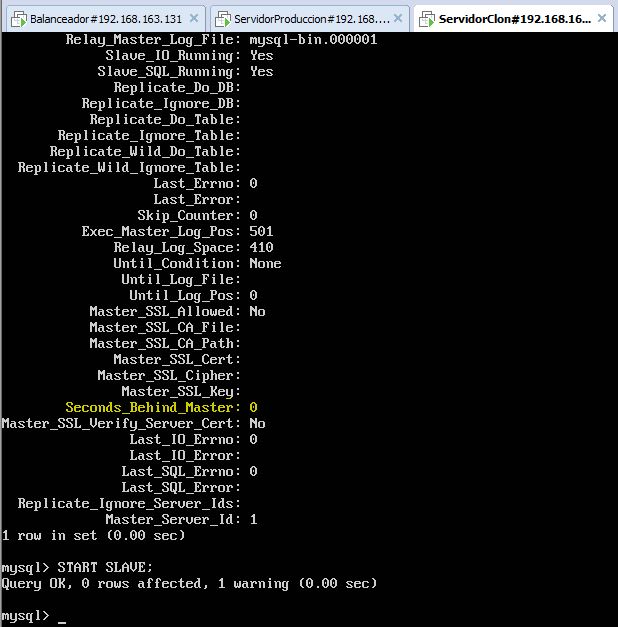 Balanceador#192.168.163.131
ServidorProduccion#192.168....
ServidorClon#192.168.16...
Relay_Master_Log_File: mysql-bin.000001
Slave_IO_Running: Yes
Slave_SQL_Running: Yes
Replicate_Do_DB:
Replicate_Ignore_DB:
Replicate_Do_Table:
Replicate_Ignore_Table:
Replicate_Wild_Do_Table:
Replicate_Wild_Ignore_Table:
Last_Errno: 0
Last_Error:
Skip_Counter: 0
Exec_Master_Log_Pos: 501
Relay_Log_Space: 410
Until_Condition: None
Until_Log_File:
Until_Log_Pos: 0
Master_SSL_Allowed: No
Master_SSL_CA_File:
Master_SSL_CA_Path:
Master_SSL_Cert:
Master_SSL_Cipher:
Master_SSL_Key:
Seconds_Behind_Master: 0
Master_SSL_Verify_Server_Cert: No
Last_IO_Errno: 0
Last_IO_Error:
Last_SQL_Errno: 0
Last_SQL_Error:
Replicate_Ignore_Server_Ids:
Master_Server_Id: 1
1 row in set (0.00 sec)
mysql> START SLAVE;
Query OK, 0 rows affected, 1 warning (0.00 sec)
mysql> _